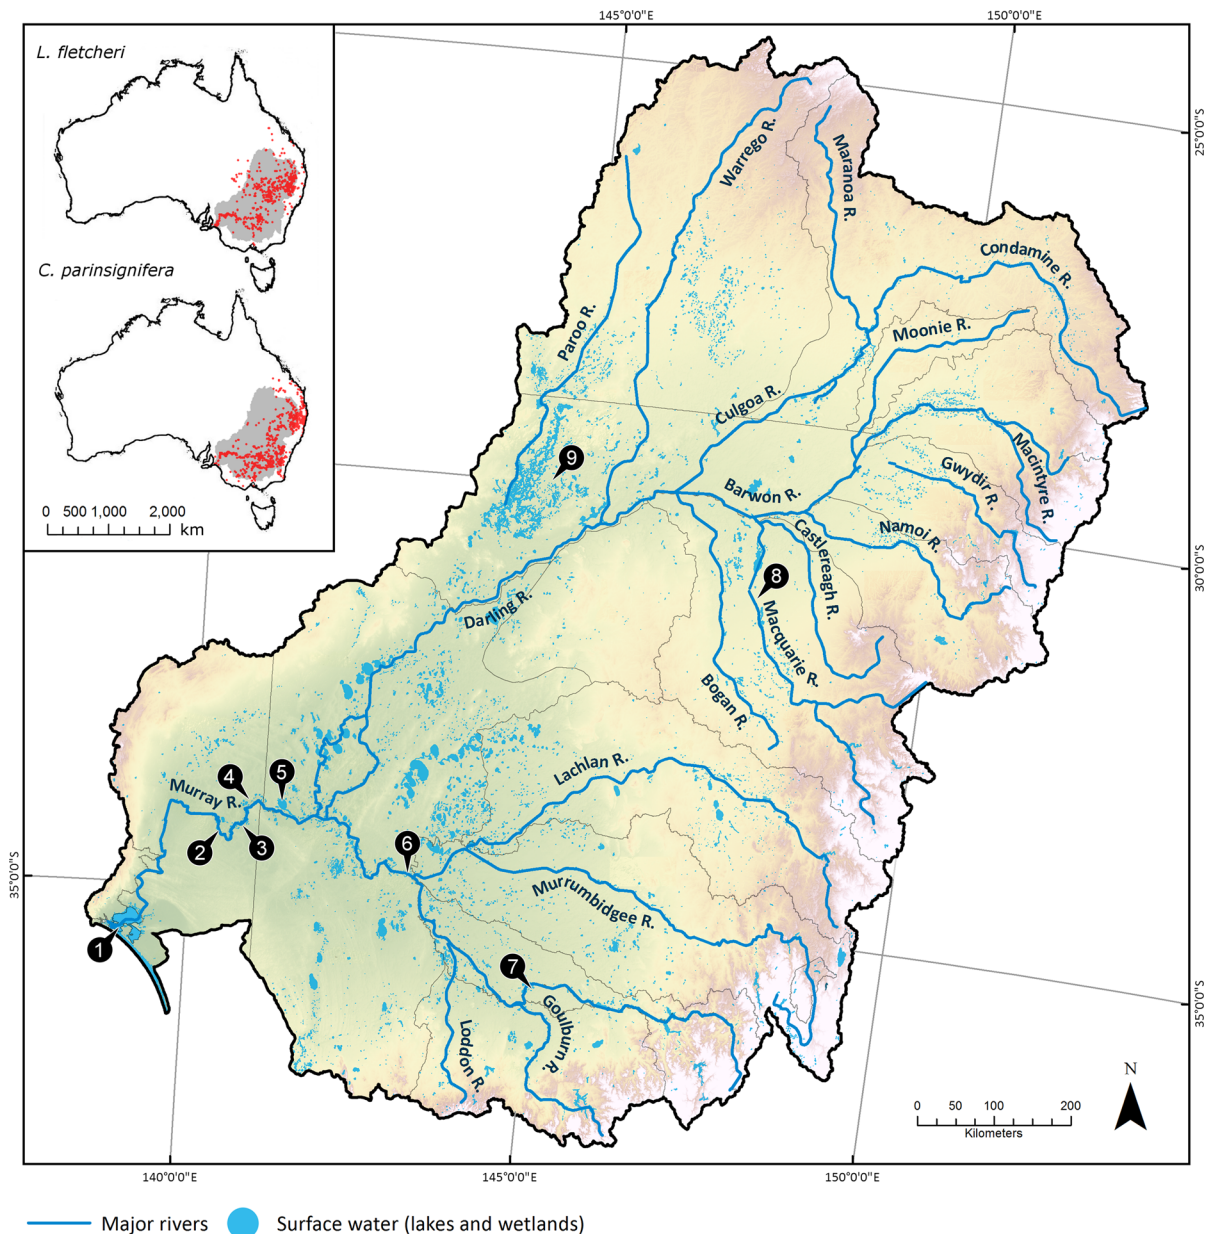 145°0'0"E
150°0'0"E
L. fletcheri
C. parinsignifera
0 500 1,000 2,000
km
25°0'0"S
30°0'0"S
35°0'0"S
35°0'0"S
Warrego R.
Maranoa R.
Condamine R.
Paroo R.
Moonie R.
Culgoa R.
Macintyre R.
Gwydir R.
Barwon R.
Namoi R.
Castlereagh R.
9
8
Darling R.
Macquarie R.
Bogan R.
Lachlan R.
4
5
Murray R.
2
3
6
Murrumbidgee R.
1
7
Goulburn R.
Loddon R.
N
0 50 100 200
Kilometers
140°0'0"E
145°0'0"E
150°0'0"E
Major rivers
Surface water (lakes and wetlands)